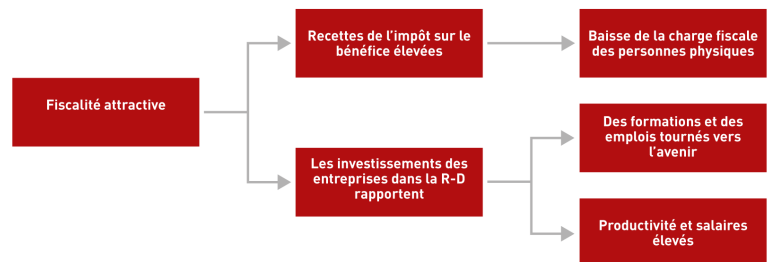 Fiscalité attractive
Recettes de l'impôt sur le
bénéfice élevées
Baisse de la charge fiscale
des personnes physiques
Les investissements des
entreprises dans la R-D
rapportent
Des formations et des
emplois tournés vers
l'avenir
Productivité et salaires
élevés